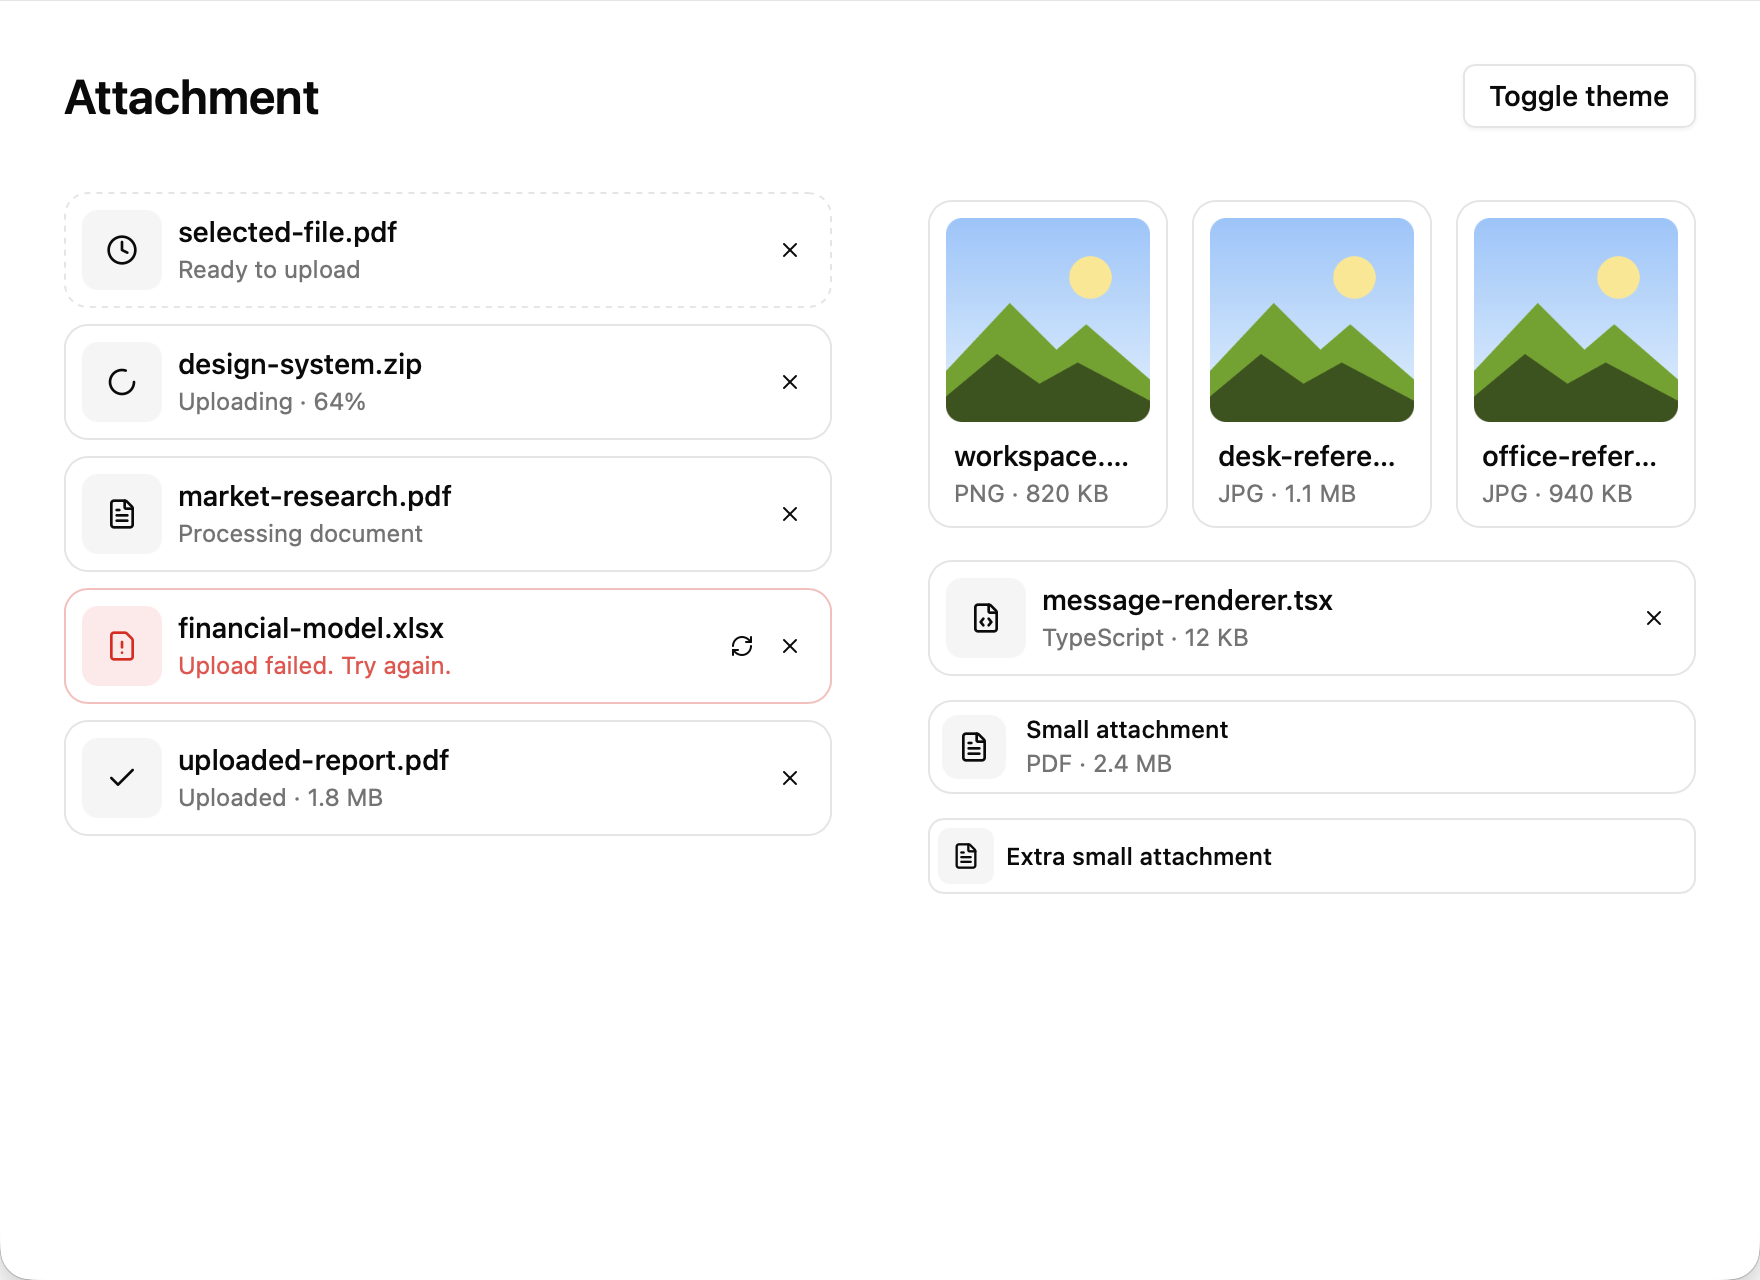 Attachment
Toggle theme
selected-file.pdf
Ready to upload
design-system.zip
Uploading · 64%
market-research.pdf
Processing document
financial-model.xlsx
Upload failed. Try again.
uploaded-report.pdf
Uploaded · 1.8 MB
workspace....
PNG · 820 KB
desk-refere...
JPG · 1.1 MB
office-refer...
JPG · 940 KB
message-renderer.tsx
TypeScript · 12 KB
Small attachment
PDF · 2.4 MB
Extra small attachment